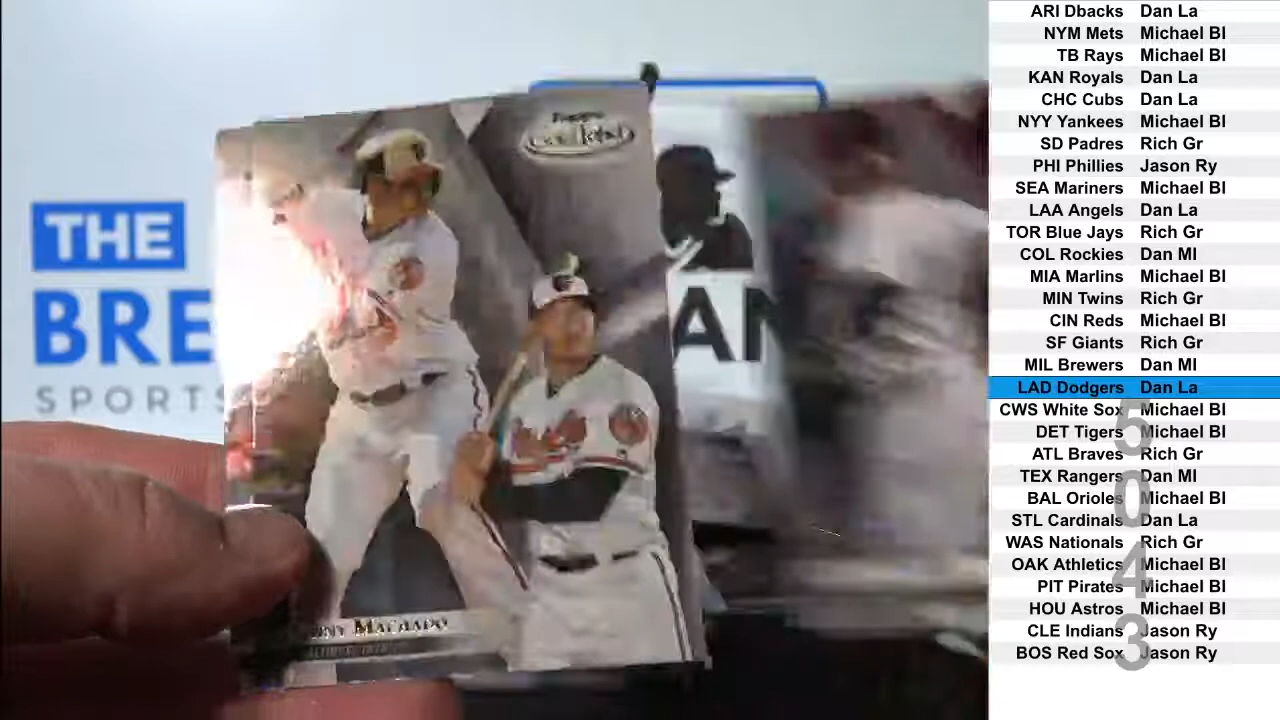 THE
BRE
SPORTS
AN
Topps
Gold Label
NY MACHADO
ARI Dbacks Dan La
NYM Mets Michael Bl
TB Rays Michael Bl
KAN Royals Dan La
CHC Cubs Dan La
NYY Yankees Michael Bl
SD Padres Rich Gr
PHI Phillies Jason Ry
SEA Mariners Michael Bl
LAA Angels Dan La
TOR Blue Jays Rich Gr
COL Rockies Dan Ml
MIA Marlins Michael Bl
MIN Twins Rich Gr
CIN Reds Michael Bl
SF Giants Rich Gr
MIL Brewers Dan Ml
LAD Dodgers Dan La
CWS White Sox Michael Bl
DET Tigers Michael Bl
ATL Braves Rich Gr
TEX Rangers Dan Ml
BAL Orioles Michael Bl
STL Cardinals Dan La
WAS Nationals Rich Gr
OAK Athletics Michael Bl
PIT Pirates Michael Bl
HOU Astros Michael Bl
CLE Indians Jason Ry
BOS Red Sox Jason Ry
5
0
4
3